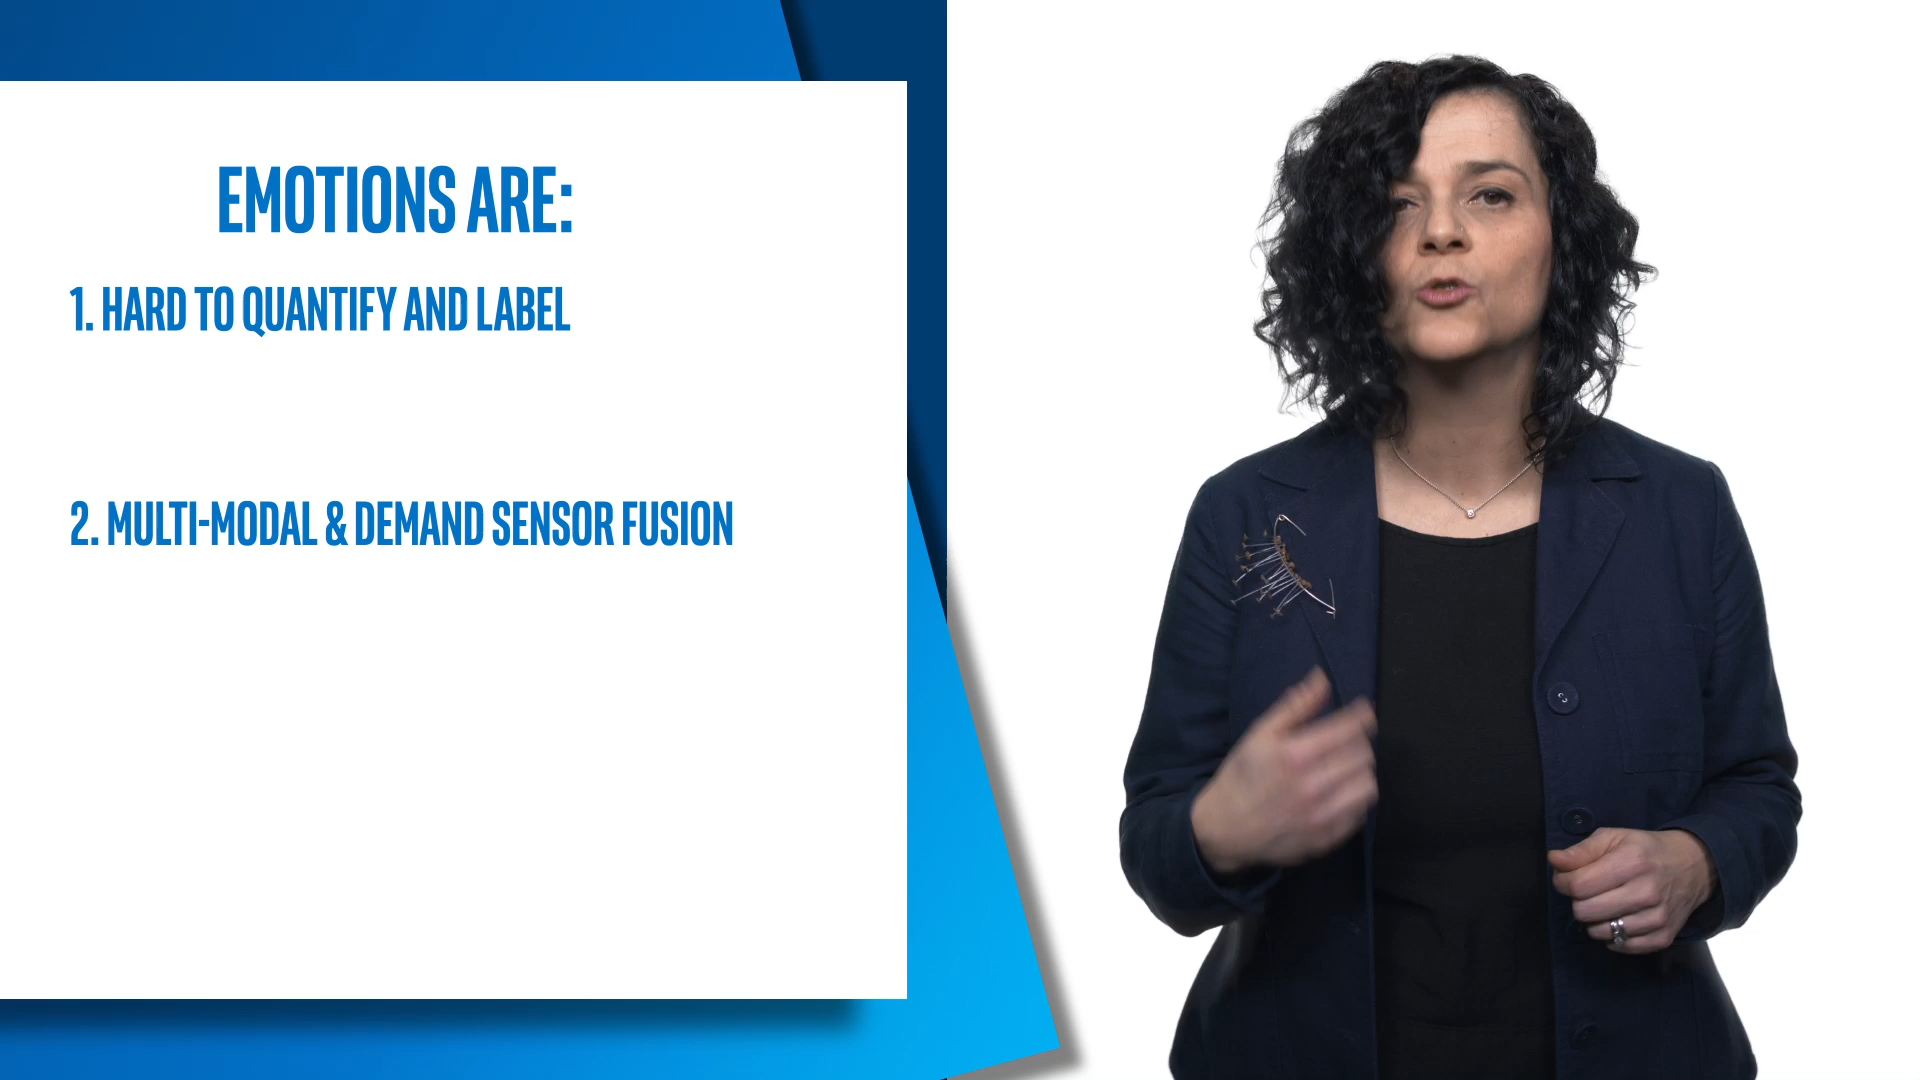 EMOTIONS ARE:
1. HARD TO QUANTIFY AND LABEL
2. MULTI-MODAL & DEMAND SENSOR FUSION